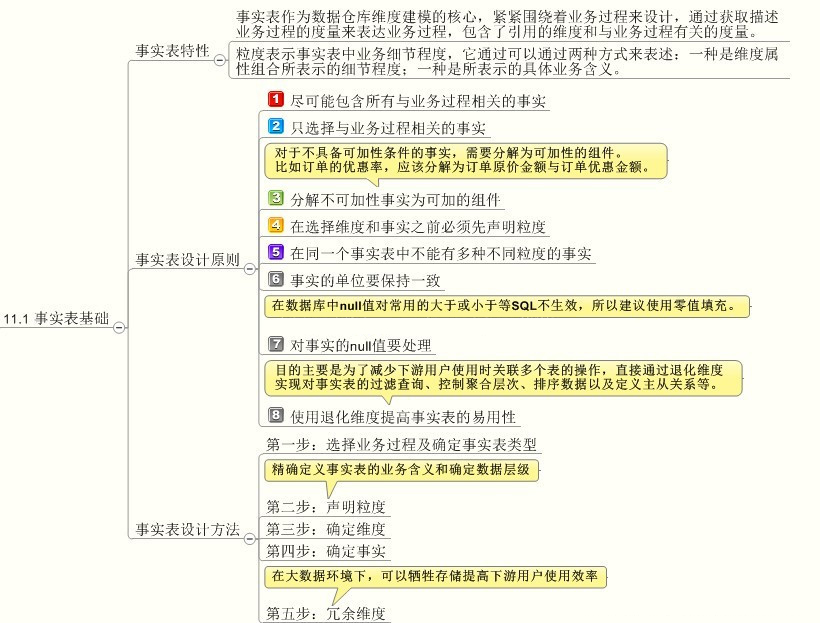 11.1 事实表基础
事实表特性
事实表作为数据仓库维度建模的核心，紧紧围绕着业务过程来设计，通过获取描述
业务过程的度量来表达业务过程，包含了引用的维度和与业务过程有关的度量。
粒度表示事实表中业务细节程度，它通过可以通过两种方式来表述：一种是维度属
性组合所表示的细节程度；一种是所表示的具体业务含义。
事实表设计原则
1 尽可能包含所有与业务过程相关的事实
2 只选择与业务过程相关的事实
对于不具备可加性条件的事实，需要分解为可加性的组件。
比如订单的优惠率，应该分解为订单原价金额与订单优惠金额。
3 分解不可加性事实为可加的组件
4 在选择维度和事实之前必须先声明粒度
5 在同一个事实表中不能有多种不同粒度的事实
6 事实的单位要保持一致
在数据库中null值对常用的大于或小于等SQL不生效，所以建议使用零值填充。
7 对事实的null值要处理
目的主要是为了减少下游用户使用时关联多个表的操作，直接通过退化维度
实现对事实表的过滤查询、控制聚合层次、排序数据以及定义主从关系等。
8 使用退化维度提高事实表的易用性
事实表设计方法
第一步：选择业务过程及确定事实表类型
精确定义事实表的业务含义和确定数据层级
第二步：声明粒度
第三步：确定维度
第四步：确定事实
在大数据环境下，可以牺牲存储提高下游用户使用效率
第五步：冗余维度